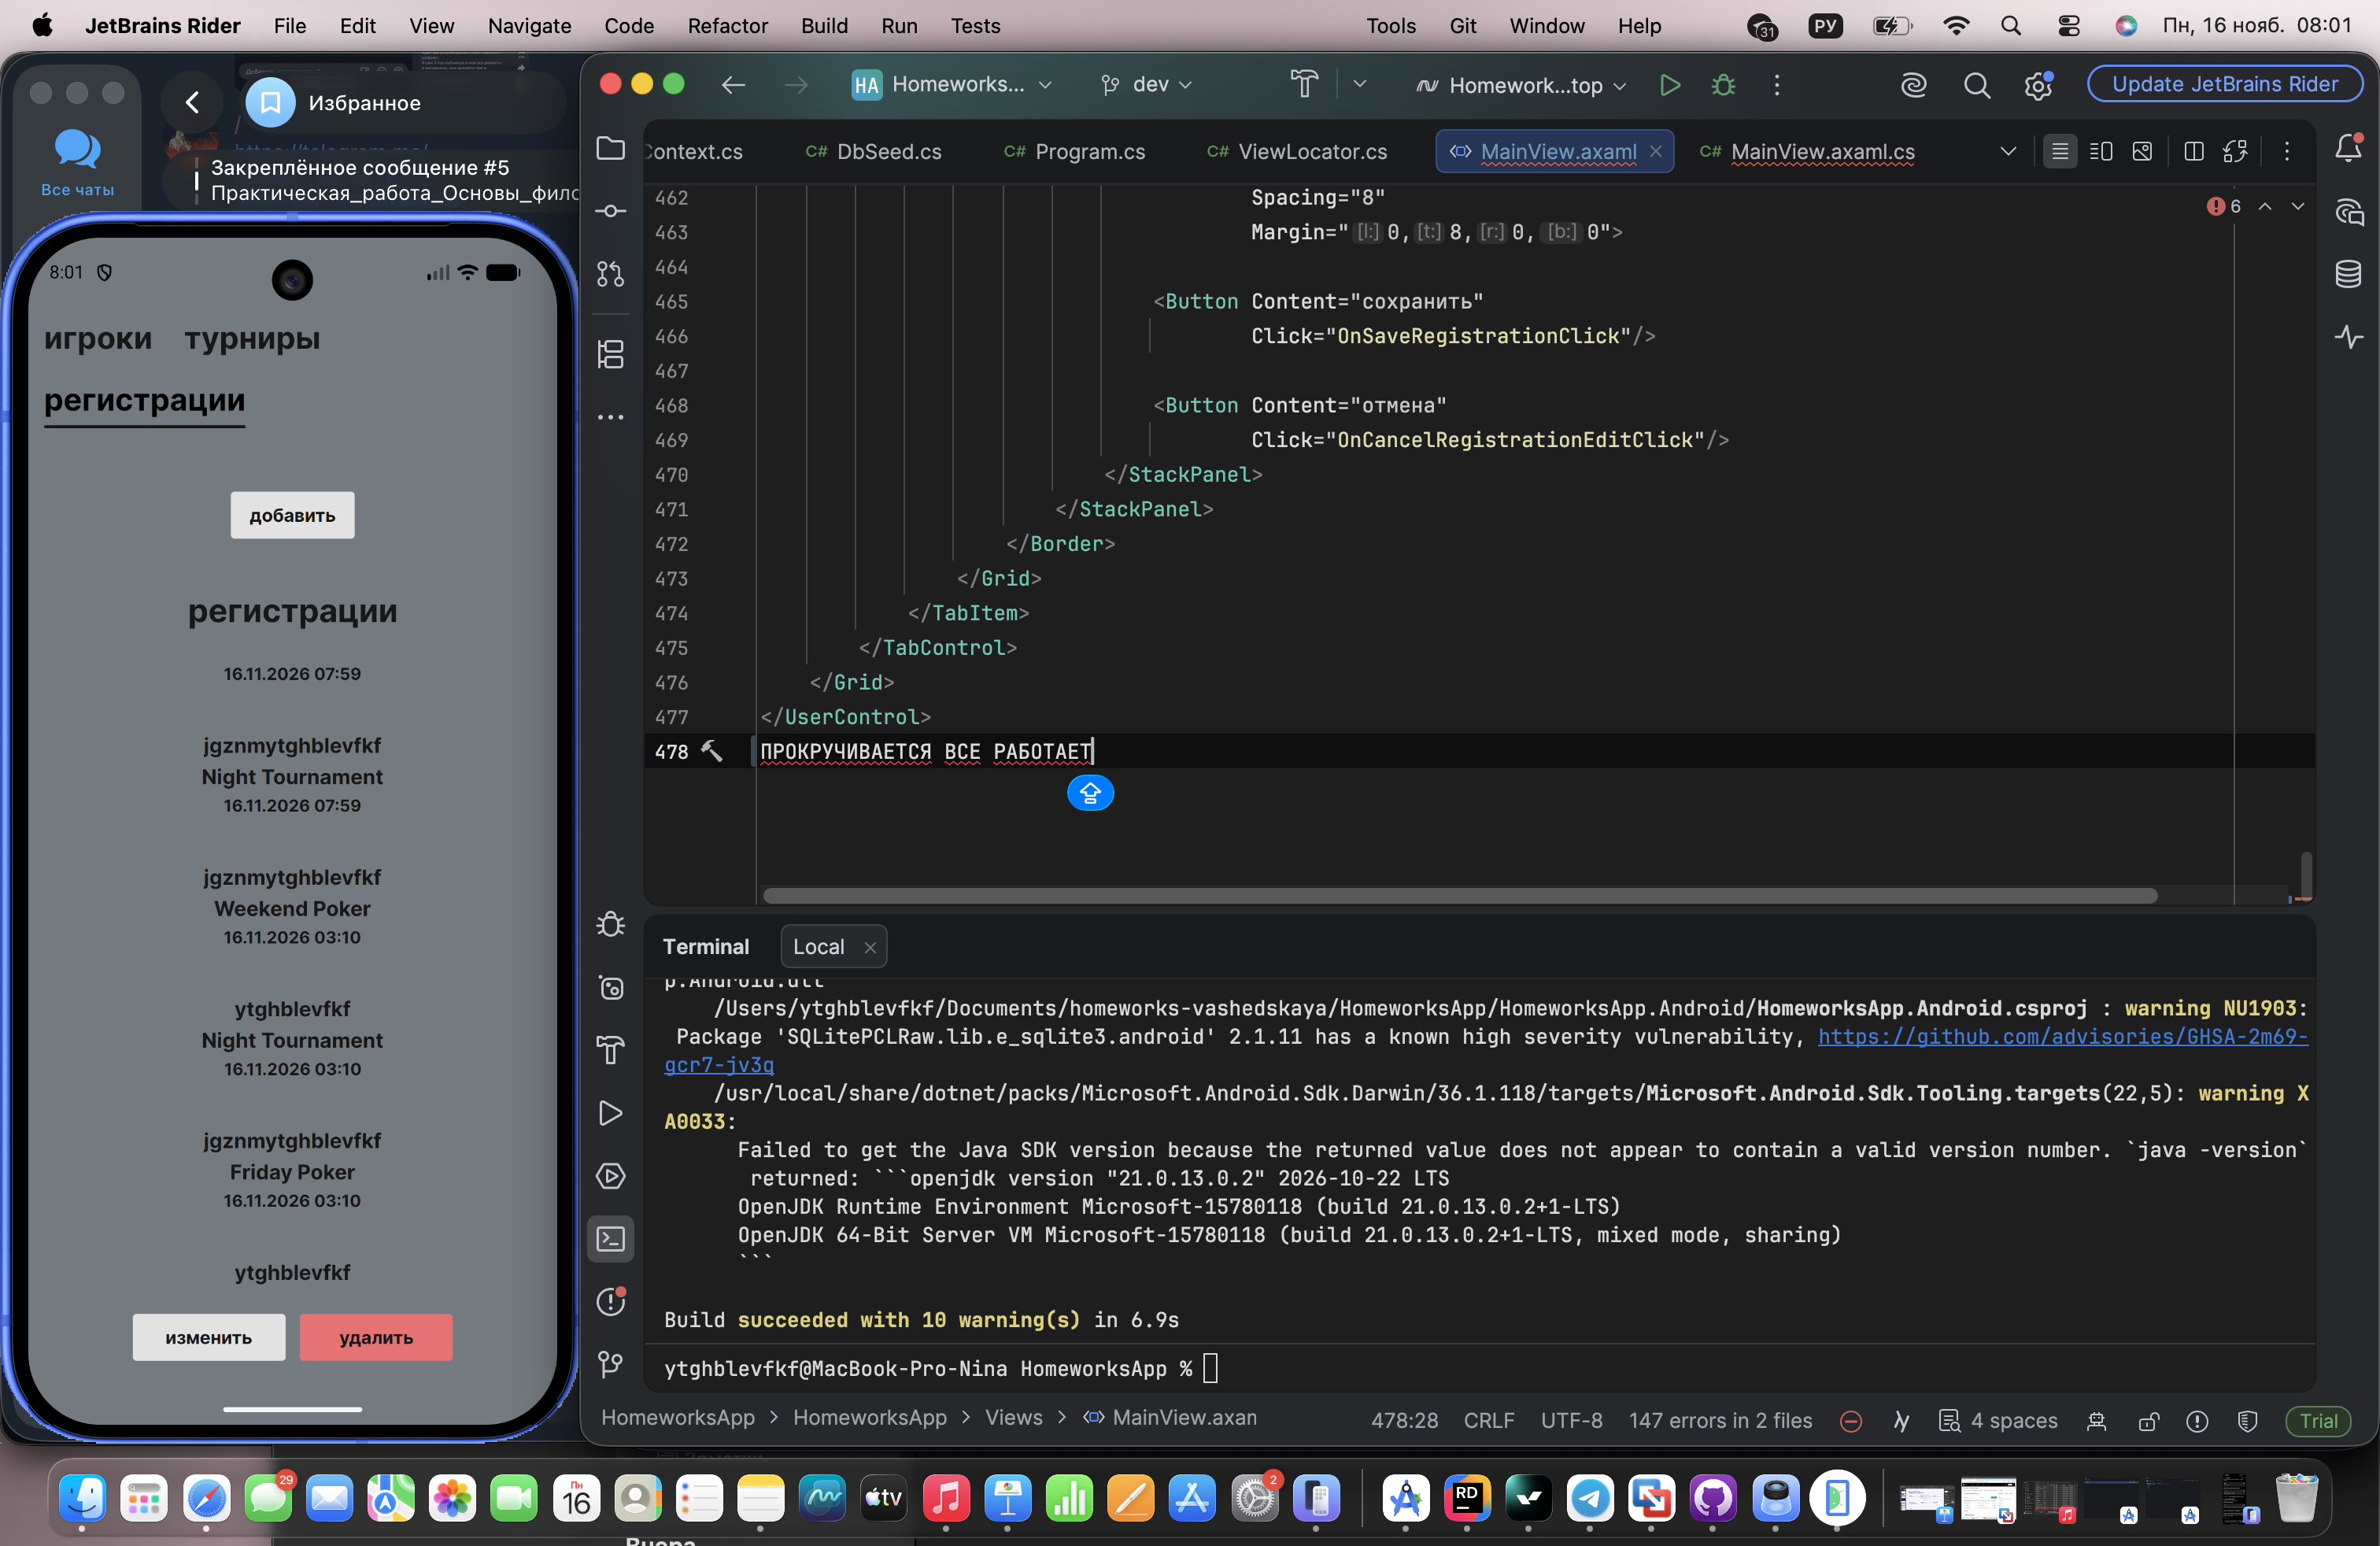 JetBrains Rider File Edit View Navigate Code Refactor Build Run Tests Tools Git Window Help 31 РУ Пн, 16 нояб. 08:01
Избранное
Закреплённое сообщение #5
Практическая_работа_Основы_фило
Все чаты
8:01
игроки турниры
регистрации
добавить
регистрации
16.11.2026 07:59
jgznmytghblevfkf
Night Tournament
16.11.2026 07:59
jgznmytghblevfkf
Weekend Poker
16.11.2026 03:10
ytghblevfkf
Night Tournament
16.11.2026 03:10
jgznmytghblevfkf
Friday Poker
16.11.2026 03:10
ytghblevfkf
изменить удалить
HA Homeworks... dev Homework...top Update JetBrains Rider
Context.cs C# DbSeed.cs C# Program.cs C# ViewLocator.cs MainView.axaml C# MainView.axaml.cs
6
462 Spacing="8"
463 Margin="[l:]0,[t:]8,[r:]0,[b:]0">
464
465 <Button Content="сохранить"
466 Click="OnSaveRegistrationClick"/>
467
468 <Button Content="отмена"
469 Click="OnCancelRegistrationEditClick"/>
470 </StackPanel>
471 </StackPanel>
472 </Border>
473 </Grid>
474 </TabItem>
475 </TabControl>
476 </Grid>
477 </UserControl>
478 ПРОКРУЧИВАЕТСЯ ВСЕ РАБОТАЕТ
Terminal Local
p.Android.dll
/Users/ytghblevfkf/Documents/homeworks-vashedskaya/HomeworksApp/HomeworksApp.Android/HomeworksApp.Android.csproj : warning NU1903:
Package 'SQLitePCLRaw.lib.e_sqlite3.android' 2.1.11 has a known high severity vulnerability, https://github.com/advisories/GHSA-2m69-
gcr7-jv3q
/usr/local/share/dotnet/packs/Microsoft.Android.Sdk.Darwin/36.1.118/targets/Microsoft.Android.Sdk.Tooling.targets(22,5): warning X
A0033:
Failed to get the Java SDK version because the returned value does not appear to contain a valid version number. `java -version`
returned: ```openjdk version "21.0.13.0.2" 2026-10-22 LTS
OpenJDK Runtime Environment Microsoft-15780118 (build 21.0.13.0.2+1-LTS)
OpenJDK 64-Bit Server VM Microsoft-15780118 (build 21.0.13.0.2+1-LTS, mixed mode, sharing)
```
Build succeeded with 10 warning(s) in 6.9s
ytghblevfkf@MacBook-Pro-Nina HomeworksApp %
HomeworksApp > HomeworksApp > Views > MainView.axan 478:28 CRLF UTF-8 147 errors in 2 files 4 spaces Trial
29 Пн 16 tv 2 RD